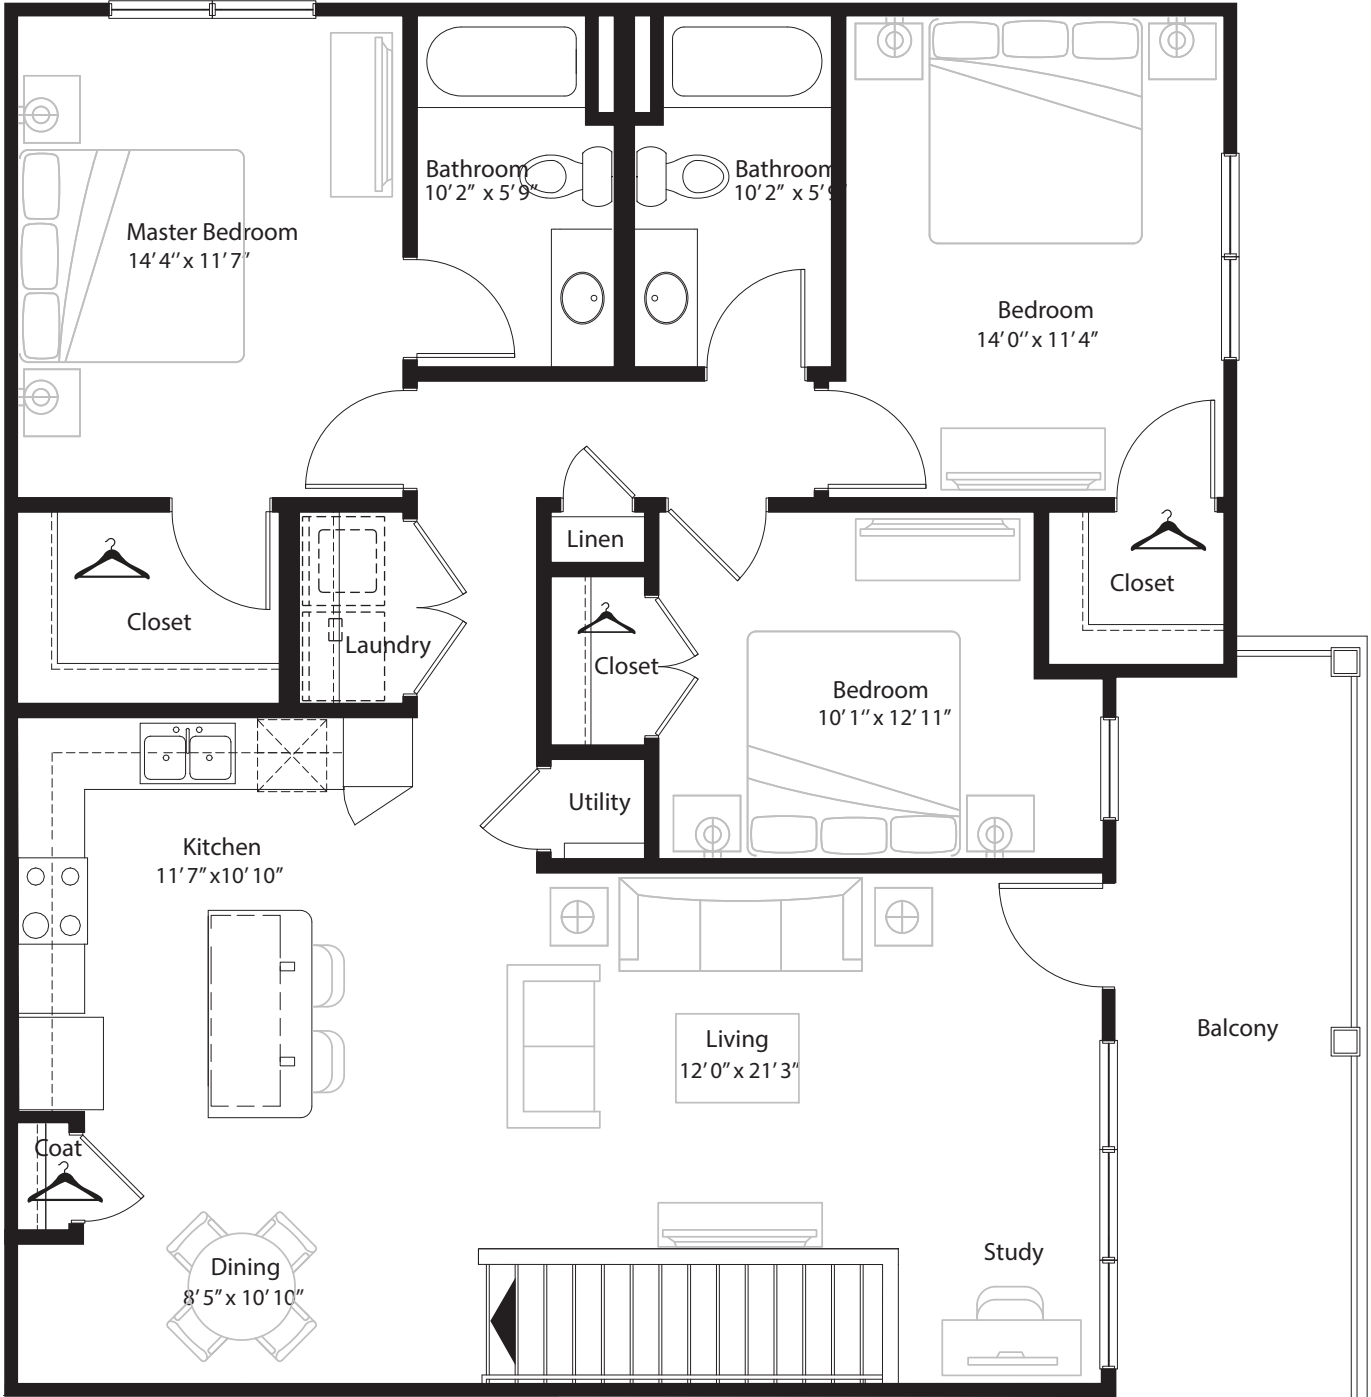 Bathroom
10' 2" x 5' 9"
Bathroom
10' 2" x 5' 9"
Master Bedroom
14' 4" x 11' 7"
Bedroom
14' 0" x 11' 4"
Linen
Closet
Closet
Laundry
Closet
Bedroom
10' 1" x 12' 11"
Utility
Kitchen
11' 7" x10' 10"
Balcony
Living
12' 0" x 21' 3"
Coat
Study
Dining
8' 5" x 10' 10"